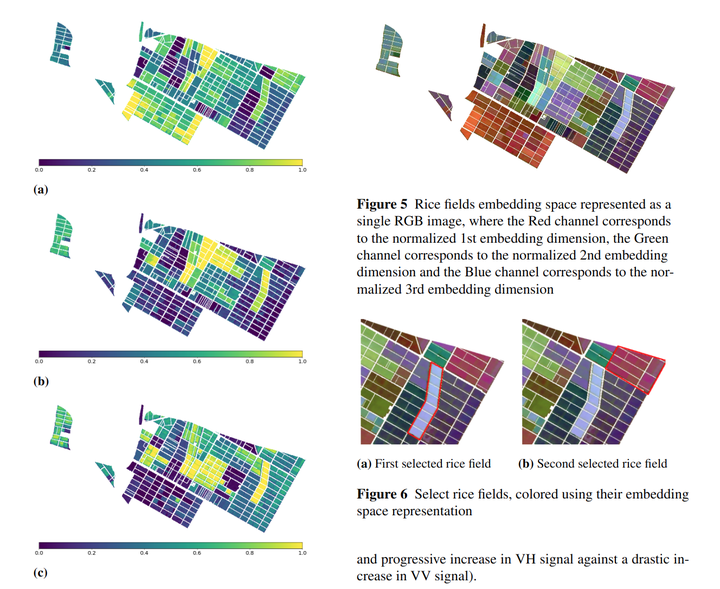 0.0 0.2 0.4 0.6 0.8 1.0
(a)
0.0 0.2 0.4 0.6 0.8 1.0
(b)
0.0 0.2 0.4 0.6 0.8 1.0
(c)
Figure 5 Rice fields embedding space represented as a
single RGB image, where the Red channel corresponds
to the normalized 1st embedding dimension, the Green
channel corresponds to the normalized 2nd embedding
dimension and the Blue channel corresponds to the nor-
malized 3rd embedding dimension
(a) First selected rice field
(b) Second selected rice field
Figure 6 Select rice fields, colored using their embedding
space representation
and progressive increase in VH signal against a drastic in-
crease in VV signal).